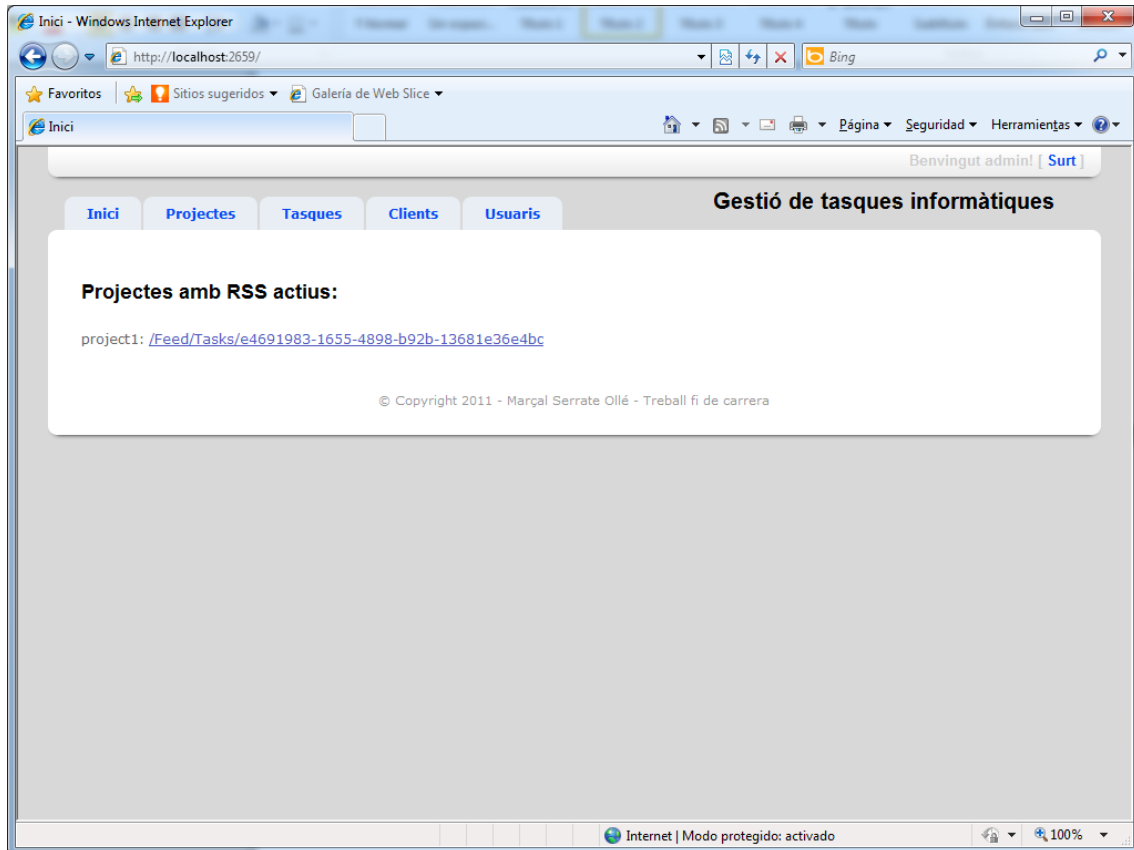 Inici - Windows Internet Explorer
http://localhost:2659/
Bing
Favoritos
Sitios sugeridos
Galería de Web Slice
Inici
Página
Seguridad
Herramientas
Benvingut admin! [ Surt ]
Gestió de tasques informàtiques
Inici Projectes Tasques Clients Usuaris
Projectes amb RSS actius:
project1: /Feed/Tasks/e4691983-1655-4898-b92b-13681e36e4bc
© Copyright 2011 - Marçal Serrate Ollé - Treball fi de carrera
Internet | Modo protegido: activado
100%